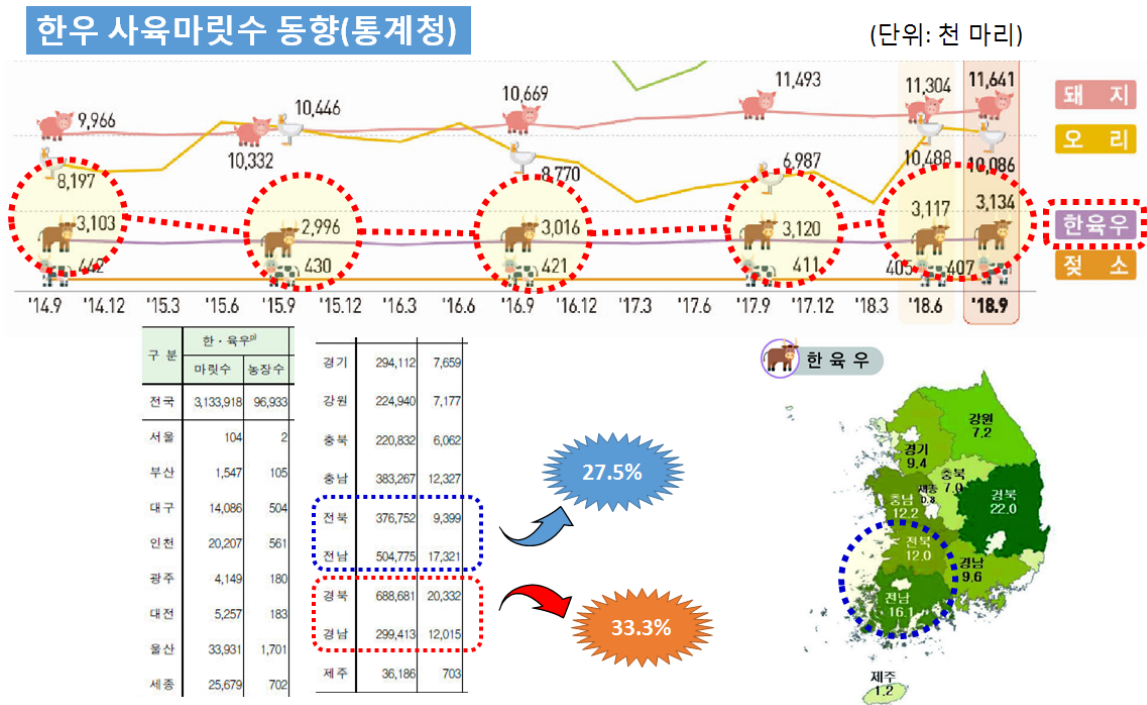 한우 사육마릿수 동향(통계청)
(단위: 천 마리)
9,966
10,332
10,446
10,669
11,493
11,304
11,641
돼 지
8,197
8,770
6,987
10,488
10,086
오 리
3,103
2,996
3,016
3,120
3,117
3,134
한육우
442
430
421
411
405
407
젖 소
'14.9 '14.12 '15.3 '15.6 '15.9 '15.12 '16.3 '16.6 '16.9 '16.12 '17.3 '17.6 '17.9 '17.12 '18.3 '18.6 '18.9
구 분 한·육우p)
마릿수 농장수
전국 3,133,918 96,933
서울 104 2
부산 1,547 105
대구 14,086 504
인천 20,207 561
광주 4,149 180
대전 5,257 183
울산 33,931 1,701
세종 25,679 702
경기 294,112 7,659
강원 224,940 7,177
충북 220,832 6,062
충남 383,267 12,327
전북 376,752 9,399
전남 504,775 17,321
경북 688,681 20,332
경남 299,413 12,015
제주 36,186 703
27.5%
33.3%
한 육 우
강원
7.2
경기
9.4
충북
7.0
세종
0.8
충남
12.2
경북
22.0
전북
12.0
경남
9.6
전남
16.1
제주
1.2